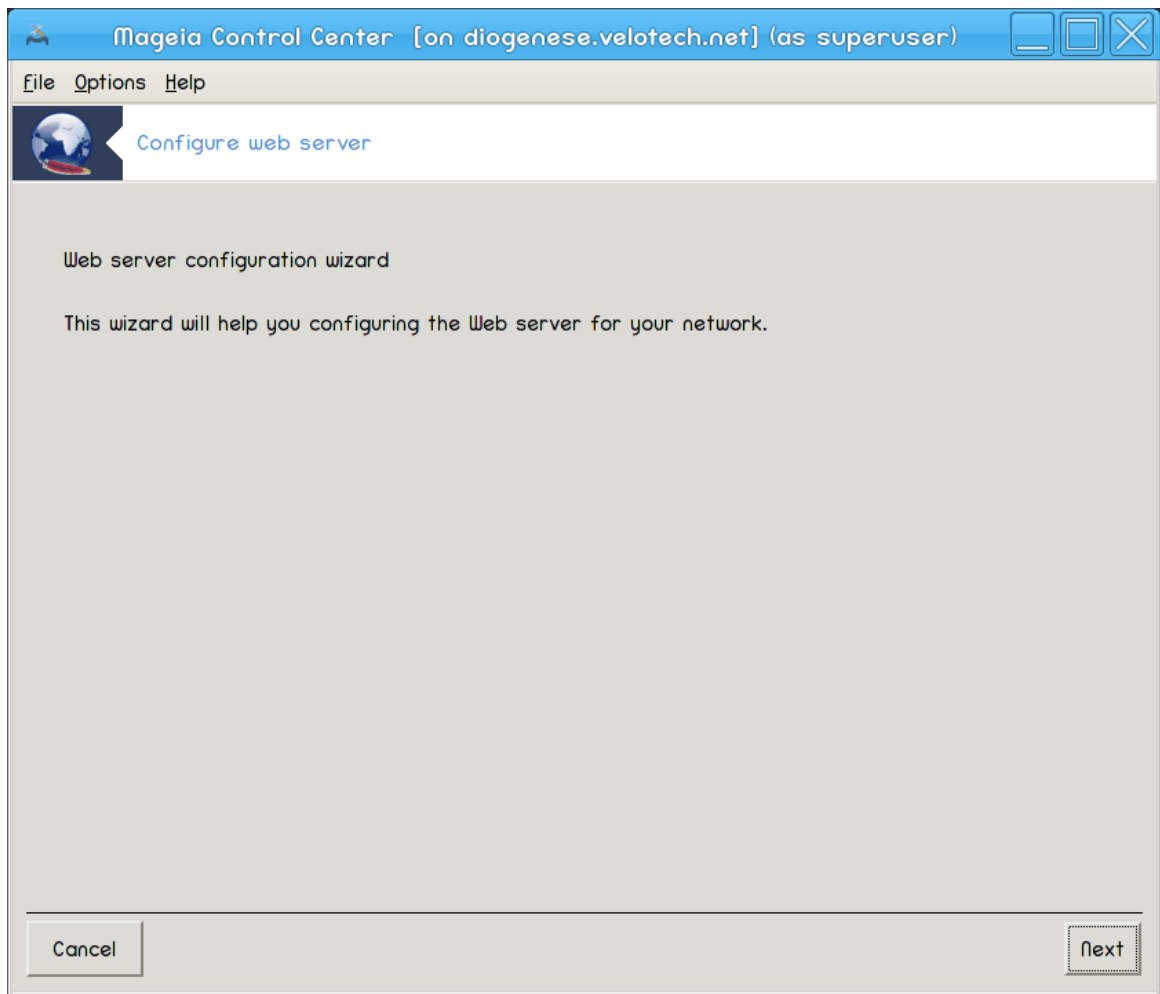 Mageia Control Center [on diogenese.velotech.net] (as superuser)
File Options Help
Configure web server
Web server configuration wizard
This wizard will help you configuring the Web server for your network.
Cancel Next